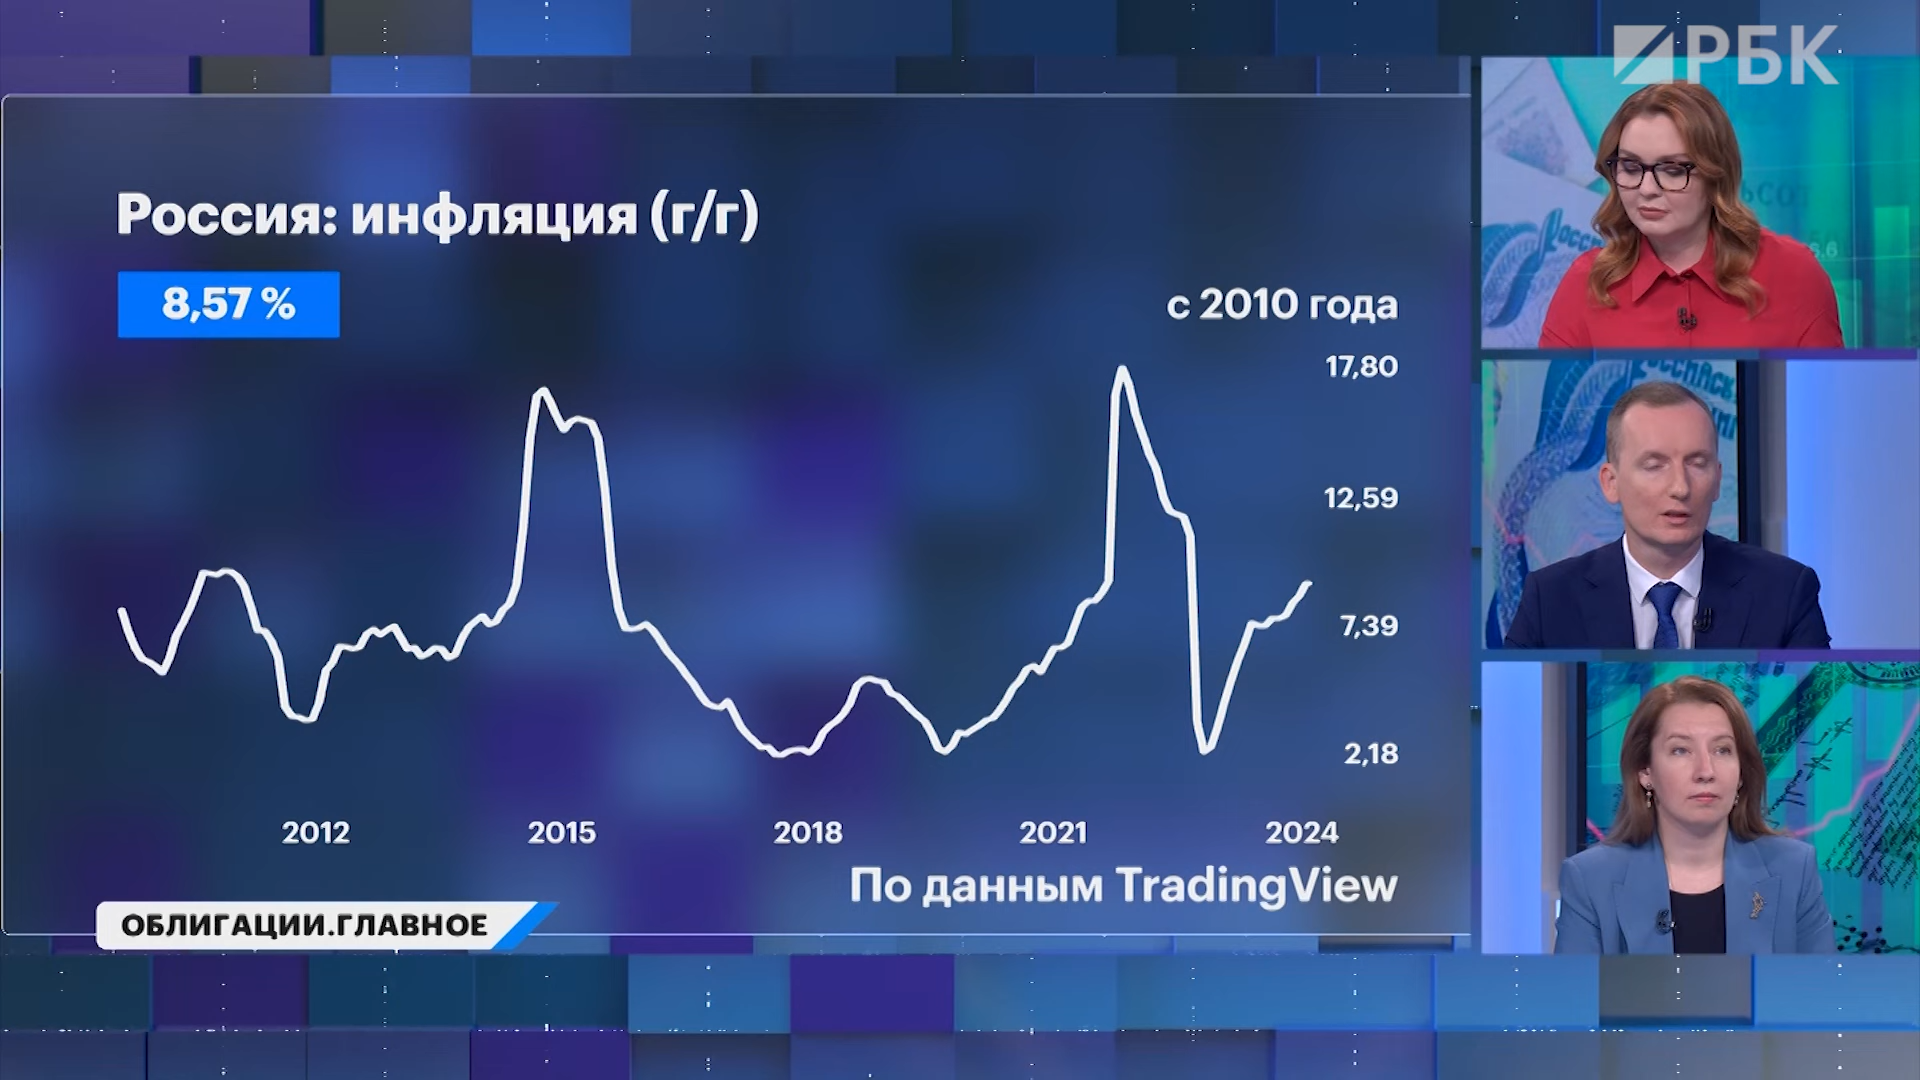 РБК
Россия: инфляция (г/г)
8,57 %
с 2010 года
17,80
12,59
7,39
2,18
2012
2015
2018
2021
2024
По данным TradingView
ОБЛИГАЦИИ.ГЛАВНОЕ